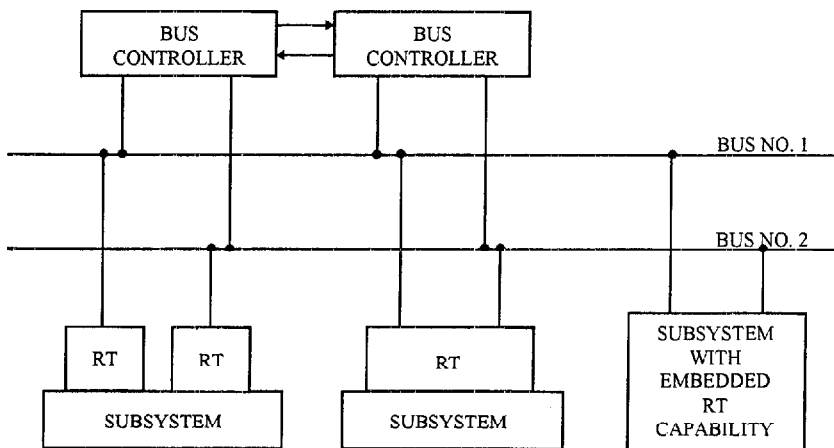 BUS
CONTROLLER
BUS
CONTROLLER
BUS NO. 1
BUS NO. 2
RT
RT
SUBSYSTEM
RT
SUBSYSTEM
SUBSYSTEM
WITH
EMBEDDED
RT
CAPABILITY